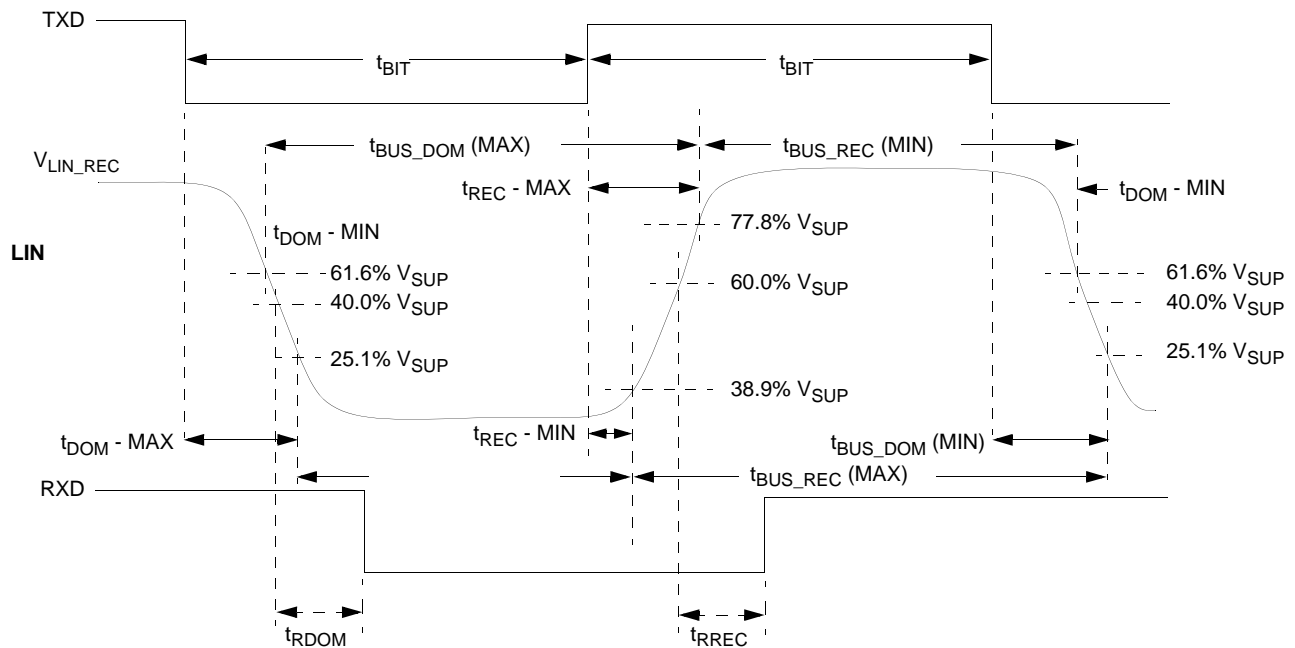 TXD
tBIT
tBIT
tBUS_DOM (MAX)
tBUS_REC (MIN)
VLIN_REC
tREC - MAX
tDOM - MIN
77.8% VSUP
tDOM - MIN
LIN
61.6% VSUP
60.0% VSUP
61.6% VSUP
40.0% VSUP
40.0% VSUP
25.1% VSUP
25.1% VSUP
38.9% VSUP
tDOM - MAX
tREC - MIN
tBUS_DOM (MIN)
tBUS_REC (MAX)
RXD
tRDOM
tRREC